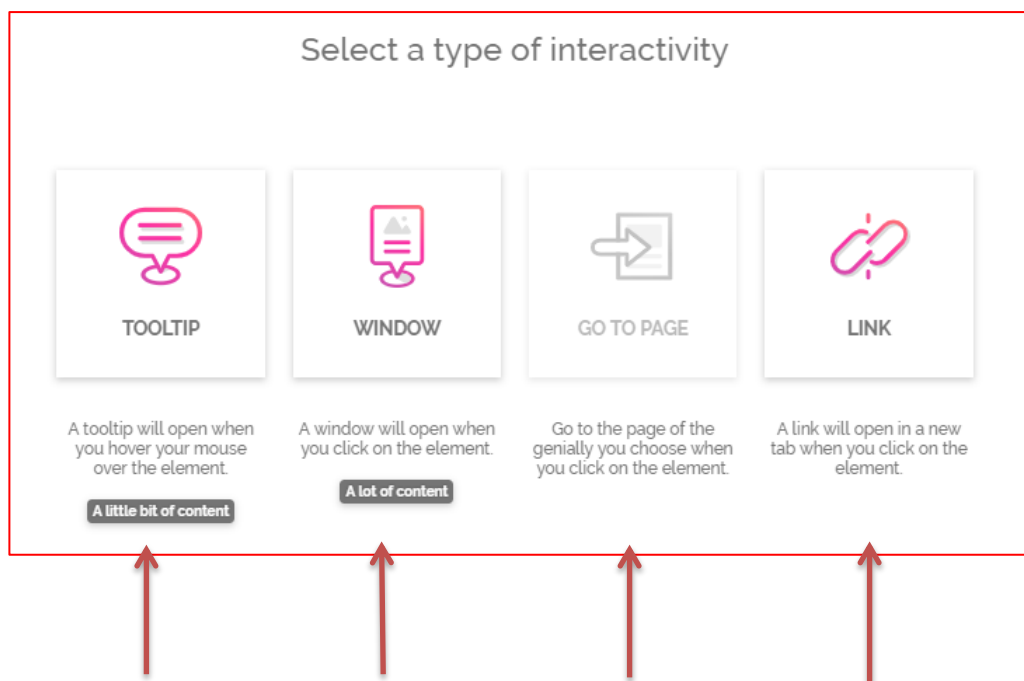 Select a type of interactivity
TOOLTIP
WINDOW
GO TO PAGE
LINK
A tooltip will open when
you hover your mouse
over the element.
A little bit of content
A window will open when
you click on the element.
A lot of content
Go to the page of the
genially you choose when
you click on the element.
A link will open in a new
tab when you click on the
element.